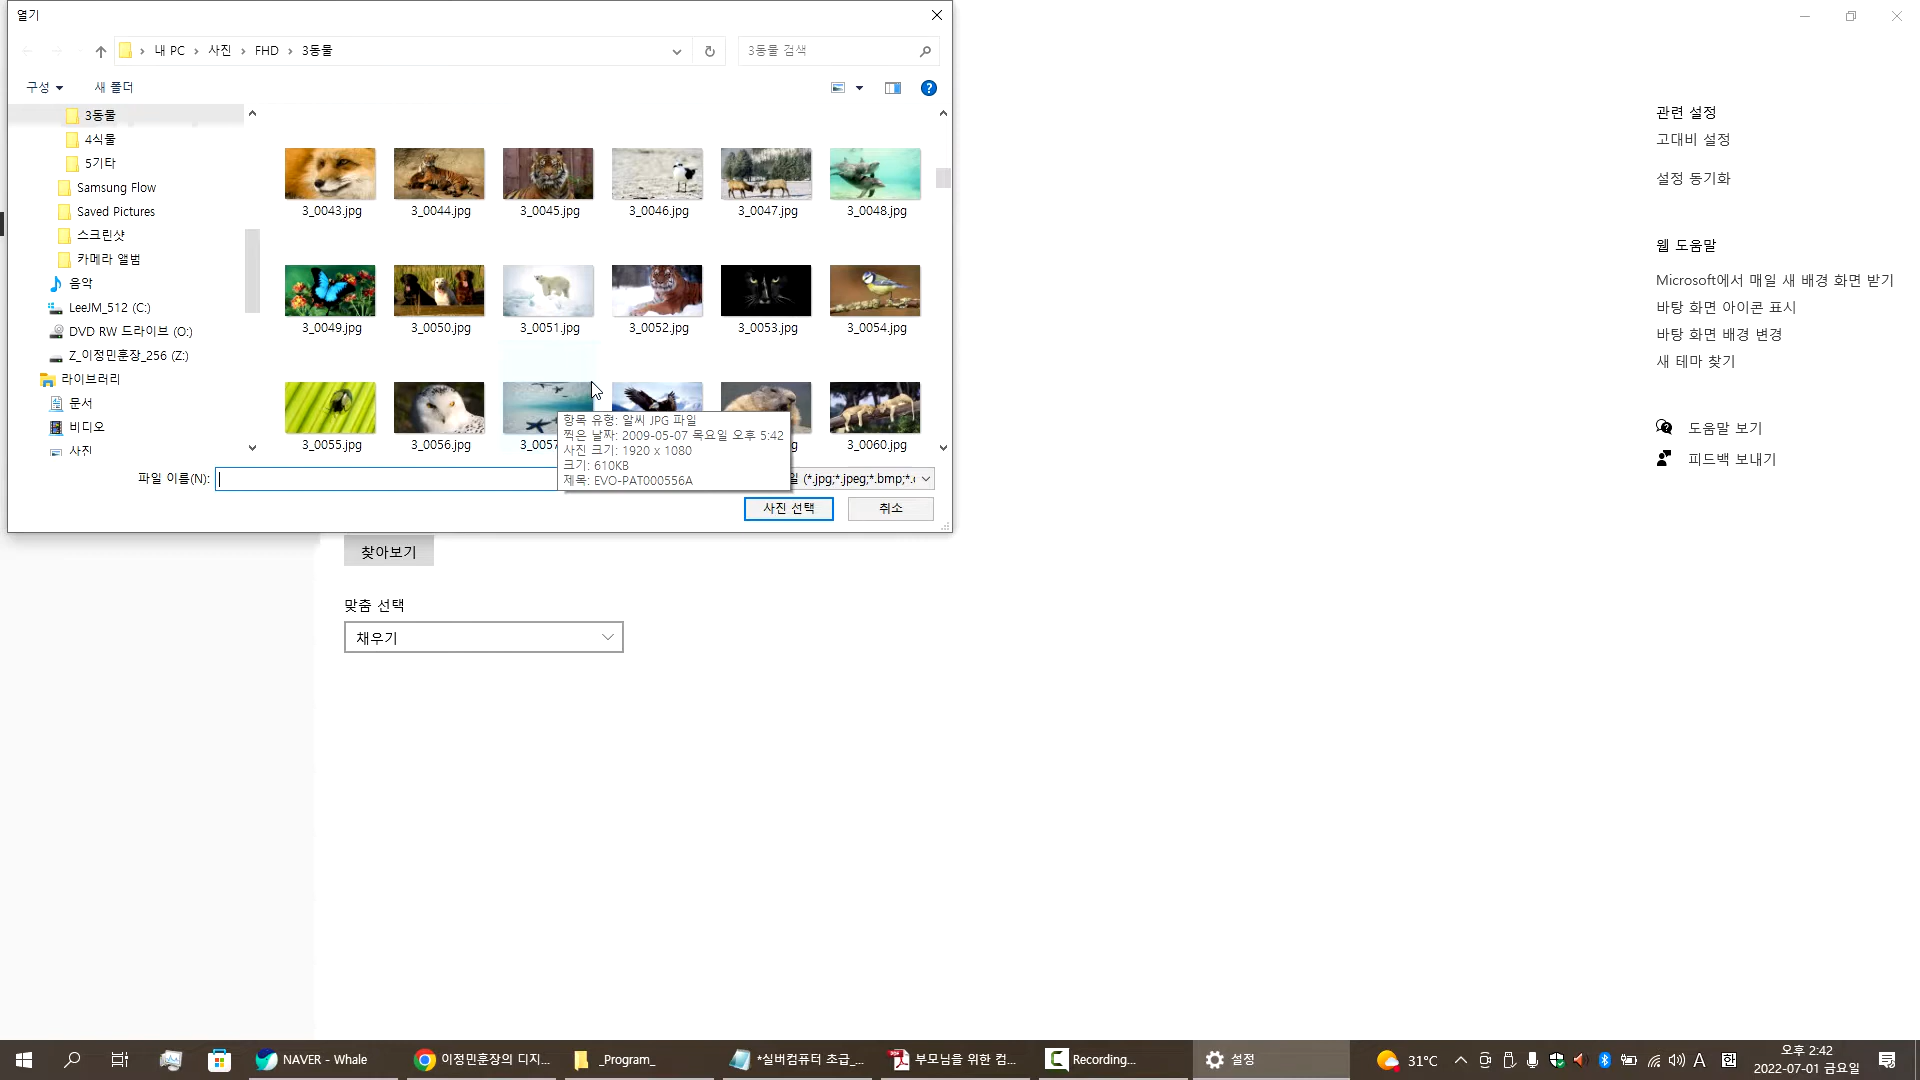 열기
내 PC › 사진 › FHD › 3동물
3동물 검색
구성
새 폴더
3동물
4식물
5기타
Samsung Flow
Saved Pictures
스크린샷
카메라 앨범
음악
LeeJM_512 (C:)
DVD RW 드라이브 (O:)
Z_이정민훈장_256 (Z:)
라이브러리
문서
비디오
사진
3_0043.jpg
3_0044.jpg
3_0045.jpg
3_0046.jpg
3_0047.jpg
3_0048.jpg
3_0049.jpg
3_0050.jpg
3_0051.jpg
3_0052.jpg
3_0053.jpg
3_0054.jpg
3_0055.jpg
3_0056.jpg
3_0057
3_0060.jpg
항목 유형: 알씨 JPG 파일
찍은 날짜: 2009-05-07 목요일 오후 5:42
사진 크기: 1920 x 1080
크기: 610KB
제목: EVO-PAT000556A
파일 이름(N):
(*.jpg;*.jpeg;*.bmp;*.
사진 선택
취소
찾아보기
맞춤 선택
채우기
관련 설정
고대비 설정
설정 동기화
웹 도움말
Microsoft에서 매일 새 배경 화면 받기
바탕 화면 아이콘 표시
바탕 화면 배경 변경
새 테마 찾기
도움말 보기
피드백 보내기
NAVER - Whale
이정민훈장의 디지...
_Program_
*실버컴퓨터 초급_...
부모님을 위한 컴...
Recording...
설정
31°C
A
한
오후 2:42
2022-07-01 금요일